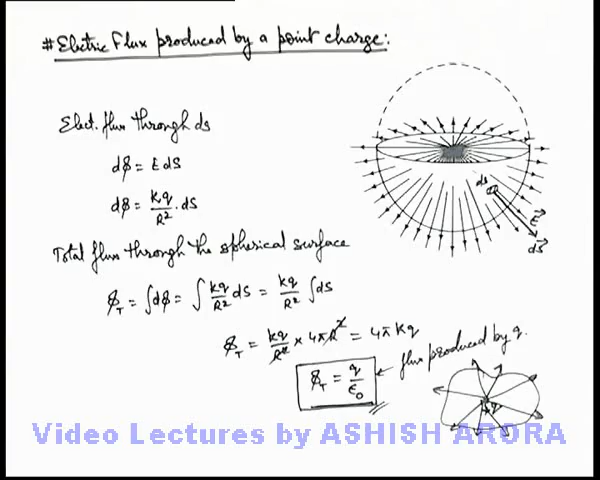 # Electric Flux produced by a point charge:
Elect. flux through ds
dφ = E dS
dφ = Kq/R² . dS
Total flux through the spherical surface
φT = ∫dφ = ∫ Kq/R² dS = Kq/R² ∫ dS
φT = Kq/R² × 4πR² = 4πKq
φT = q/ε₀
flux produced by q.
ds
E⃗
dS⃗
q
Video Lectures by ASHISH ARORA